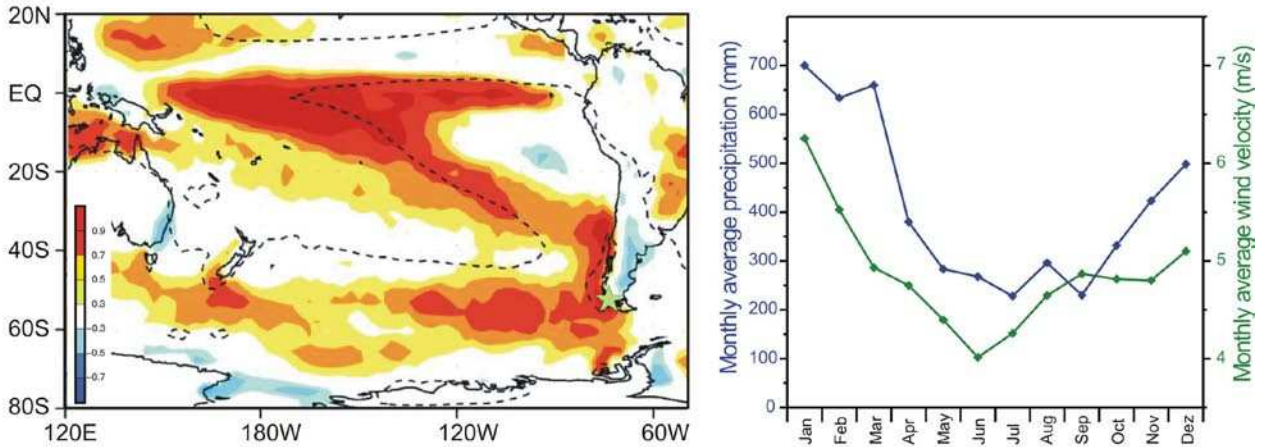 20N
EQ
20S
40S
60S
80S
120E
180W
120W
60W
0.9
0.7
0.5
0.3
-0.3
-0.5
-0.7
Monthly average precipitation (mm)
700
600
500
400
300
200
100
0
7
6
5
4
Monthly average wind velocity (m/s)
Jan
Feb
Mar
Apr
May
Jun
Jul
Aug
Sep
Oct
Nov
Dez